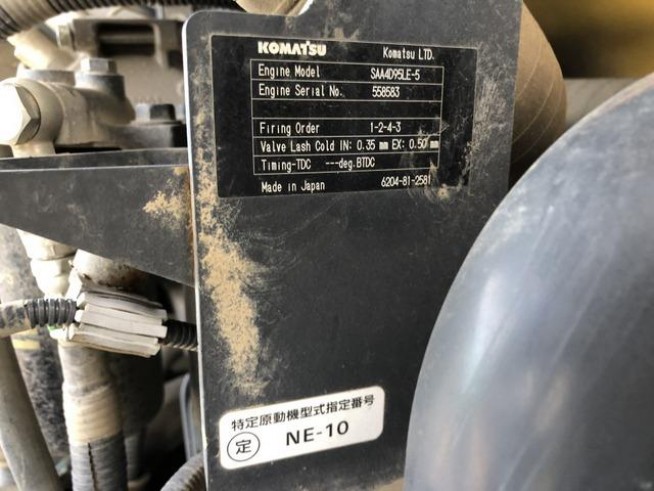 KOMATSU Komatsu LTD.
Engine Model SAA4D95LE-5
Engine Serial No. 558583
Firing Order 1-2-4-3
Valve Lash Cold IN: 0.35 mm EX: 0.50 mm
Timing-TDC ---deg.BTDC
Made in Japan 6204-81-2581
特定原動機型式指定番号
定 NE-10